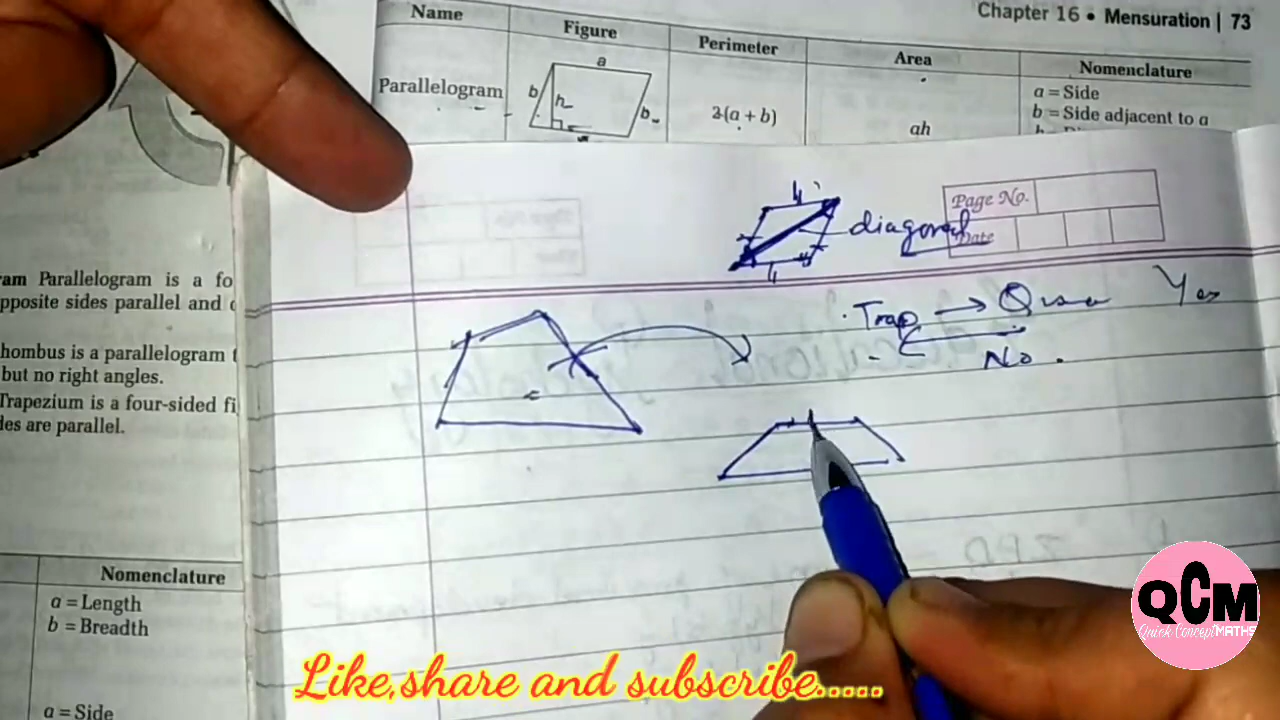 Chapter 16 • Mensuration | 73
Name Figure Perimeter Area Nomenclature
Parallelogram a b h b 2(a + b) ah a = Side
b = Side adjacent to a
Page No.
Date
diagonal
ram Parallelogram is a fo
pposite sides parallel and
hombus is a parallelogram
but no right angles.
Trapezium is a four-sided fi
des are parallel.
Trap → Yes
No.
Nomenclature
a = Length
b = Breadth
a = Side
QCM
Quick Concept MATHS
Like,share and subscribe.....